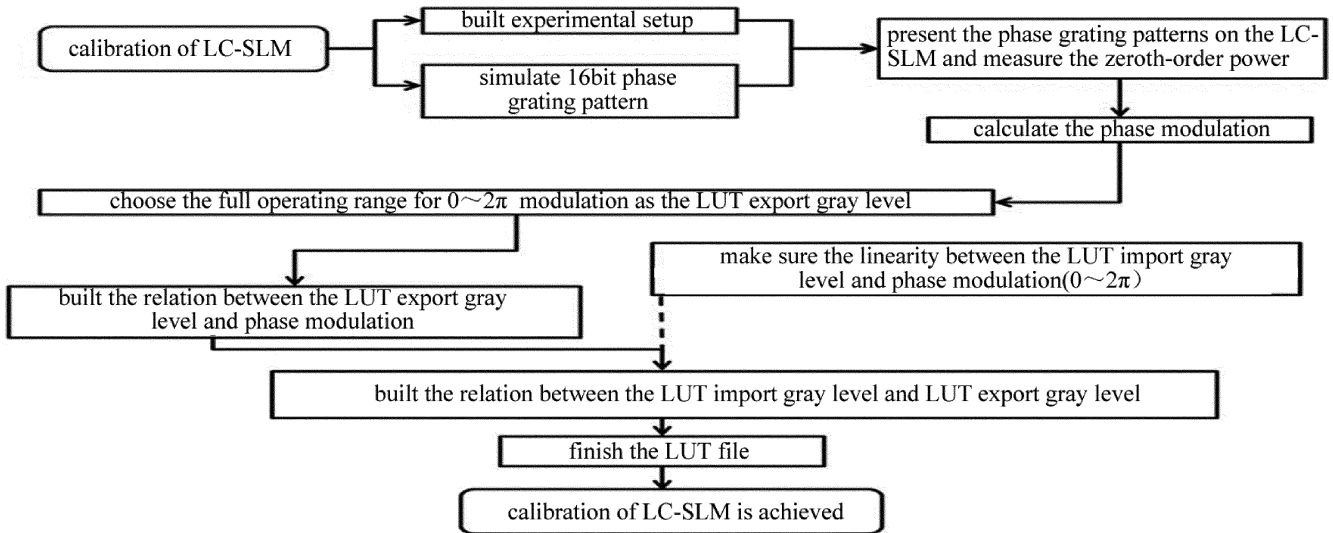 calibration of LC-SLM
built experimental setup
simulate 16bit phase
grating pattern
present the phase grating patterns on the LC-
SLM and measure the zeroth-order power
calculate the phase modulation
choose the full operating range for 0～2π modulation as the LUT export gray level
make sure the linearity between the LUT import gray
level and phase modulation(0～2π）
built the relation between the LUT export gray
level and phase modulation
built the relation between the LUT import gray level and LUT export gray level
finish the LUT file
calibration of LC-SLM is achieved